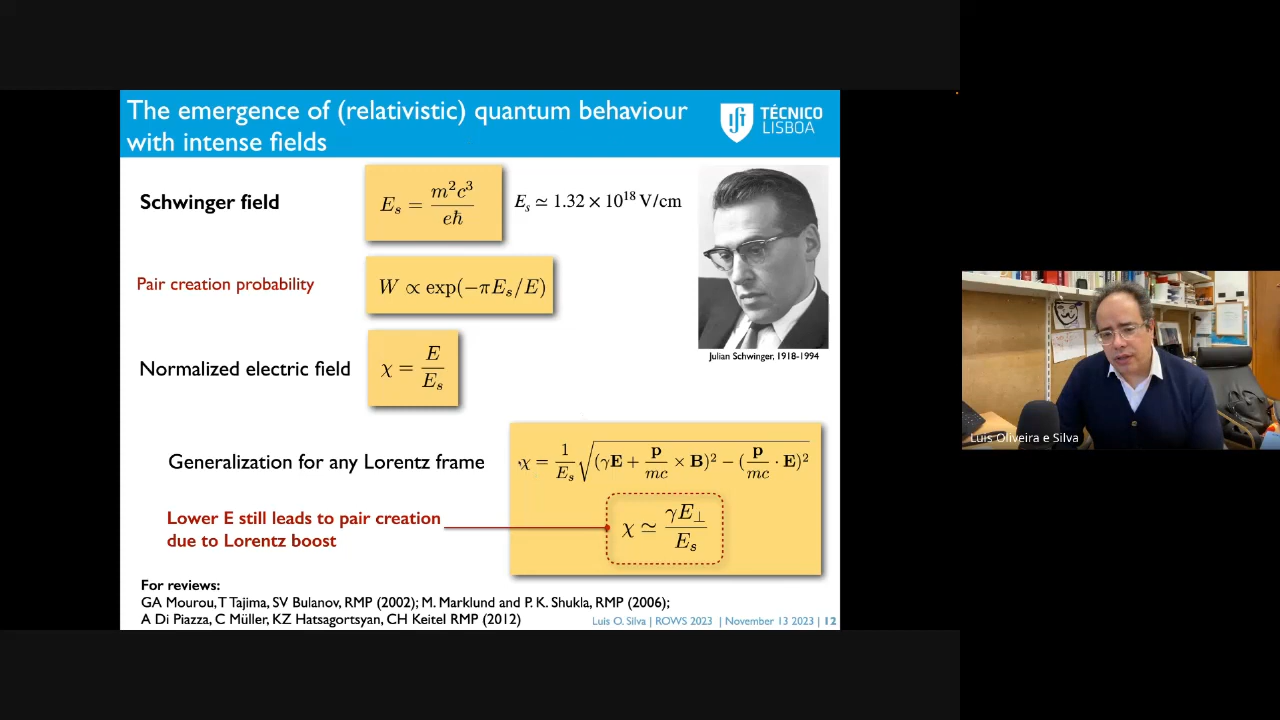 The emergence of (relativistic) quantum behaviour
with intense fields
TÉCNICO
LISBOA
Schwinger field
E_s = m²c³ / eħ
E_s ≃ 1.32 × 10¹⁸ V/cm
Pair creation probability
W ∝ exp(−πE_s/E)
Normalized electric field
χ = E / E_s
Julian Schwinger, 1918-1994
Generalization for any Lorentz frame
χ = 1/E_s √((γE + p/mc × B)² − (p/mc · E)²)
Lower E still leads to pair creation
due to Lorentz boost
χ ≃ γE_⊥ / E_s
For reviews:
GA Mourou, T Tajima, SV Bulanov, RMP (2002); M. Marklund and P. K. Shukla, RMP (2006);
A Di Piazza, C Müller, KZ Hatsagortsyan, CH Keitel RMP (2012)
Luis O. Silva | ROWS 2023 | November 13 2023 | 12
Luis Oliveira e Silva